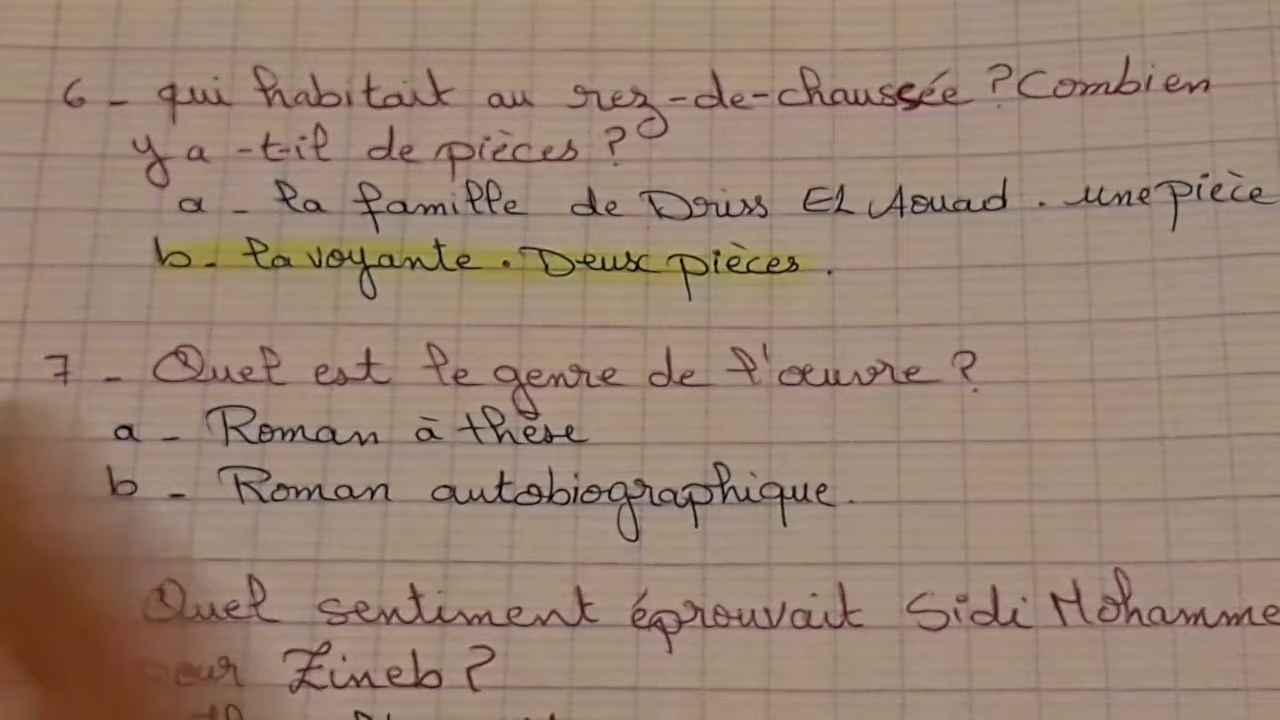 6 - qui habitait au rez-de-chaussée ? Combien
y a -t-il de pièces ?
a - la famille de Driss EL Aouad . une pièce
b - la voyante . Deux pièces .
7 - Quel est le genre de l'œuvre ?
a - Roman à thèse
b - Roman autobiographique .
Quel sentiment éprouvait Sidi Mohamme
Zineb ?